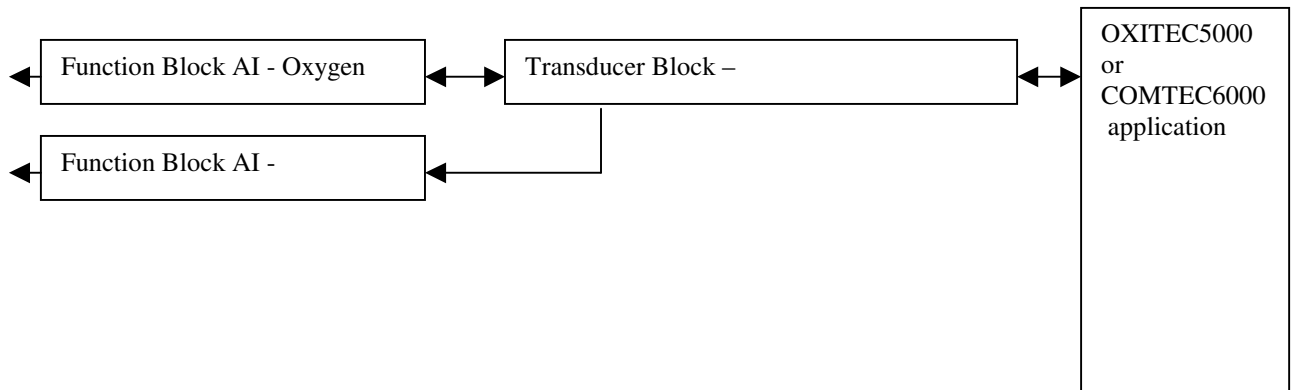 Function Block AI - Oxygen
Transducer Block –
OXITEC5000
or
COMTEC6000
application
Function Block AI -